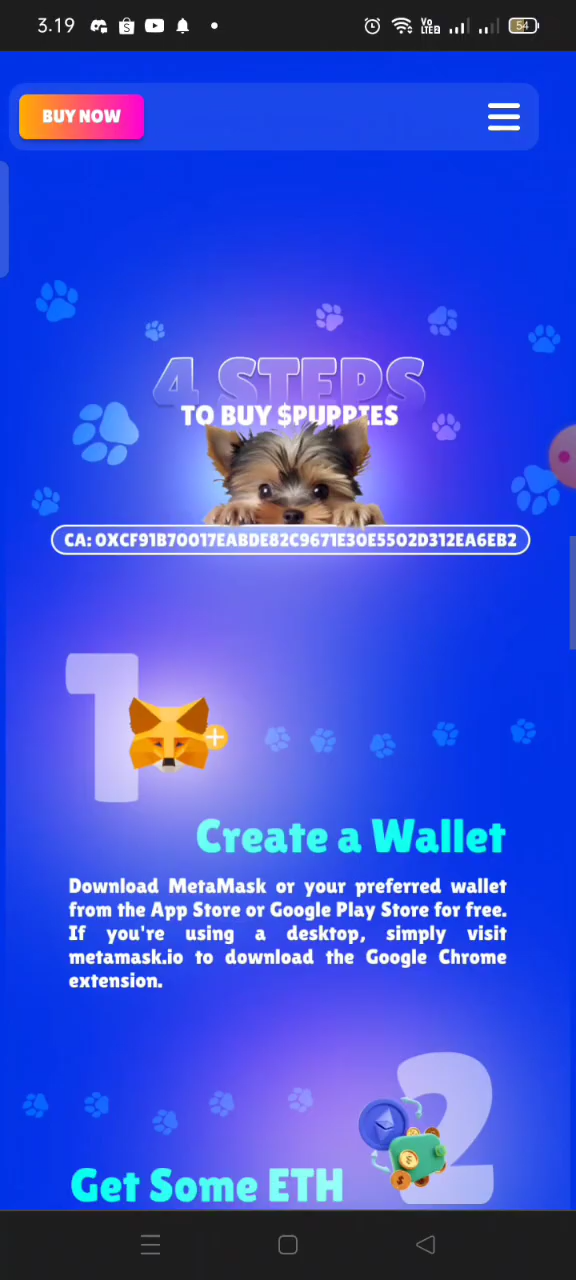 3.19
Vo
LTE2
54
BUY NOW
4 STEPS
TO BUY $PUPPIES
CA: 0XCF91B70017EABDE82C9671E30E5502D312EA6EB2
1
Create a Wallet
Download MetaMask or your preferred wallet
from the App Store or Google Play Store for free.
If you're using a desktop, simply visit
metamask.io to download the Google Chrome
extension.
2
Get Some ETH